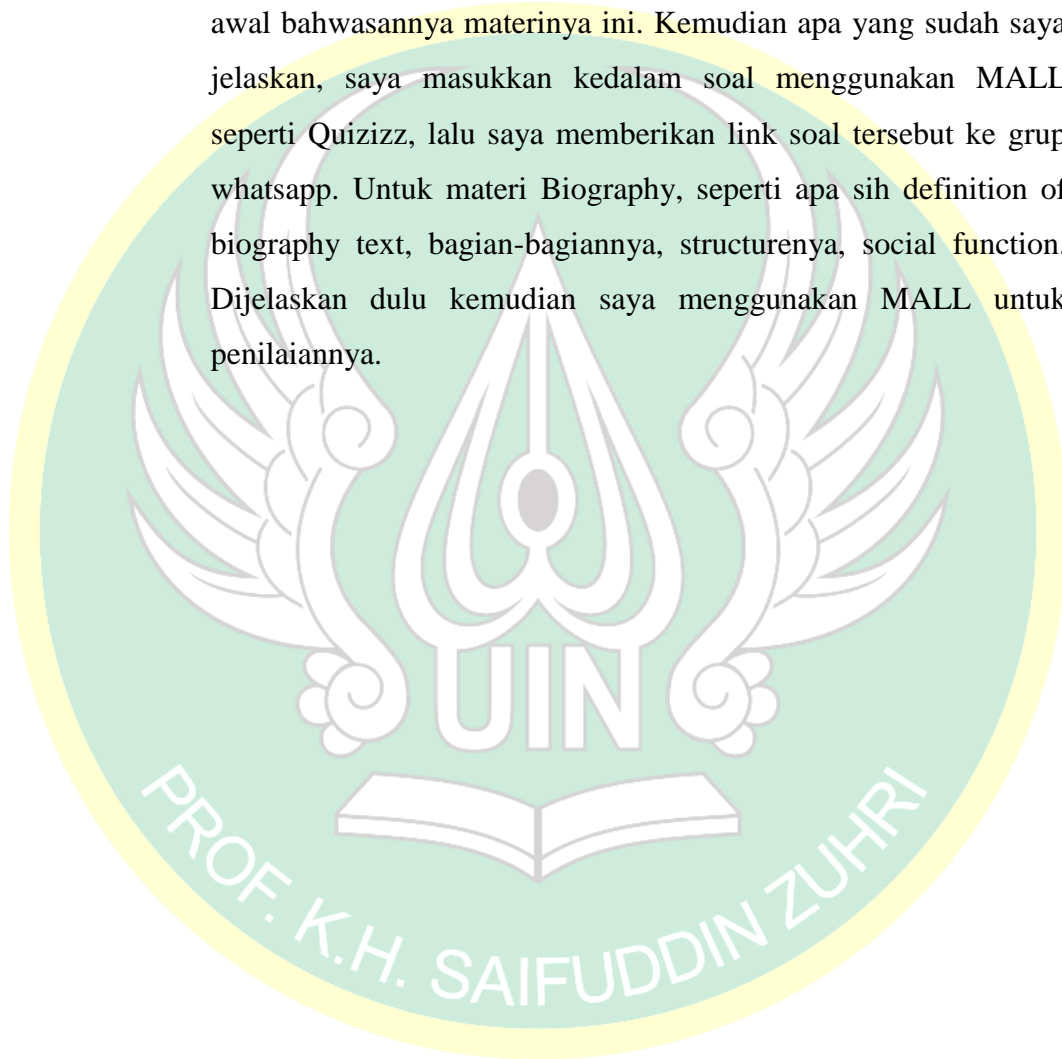 awal bahwasannya materinya ini. Kemudian apa yang sudah saya
jelaskan, saya masukkan kedalam soal menggunakan MALL
seperti Quizizz, lalu saya memberikan link soal tersebut ke grup
whatsapp. Untuk materi Biography, seperti apa sih definition of
biography text, bagian-bagiannya, structurenya, social function.
Dijelaskan dulu kemudian saya menggunakan MALL untuk
penilaiannya.
UIN
PROF. K.H. SAIFUDDIN ZUHRI